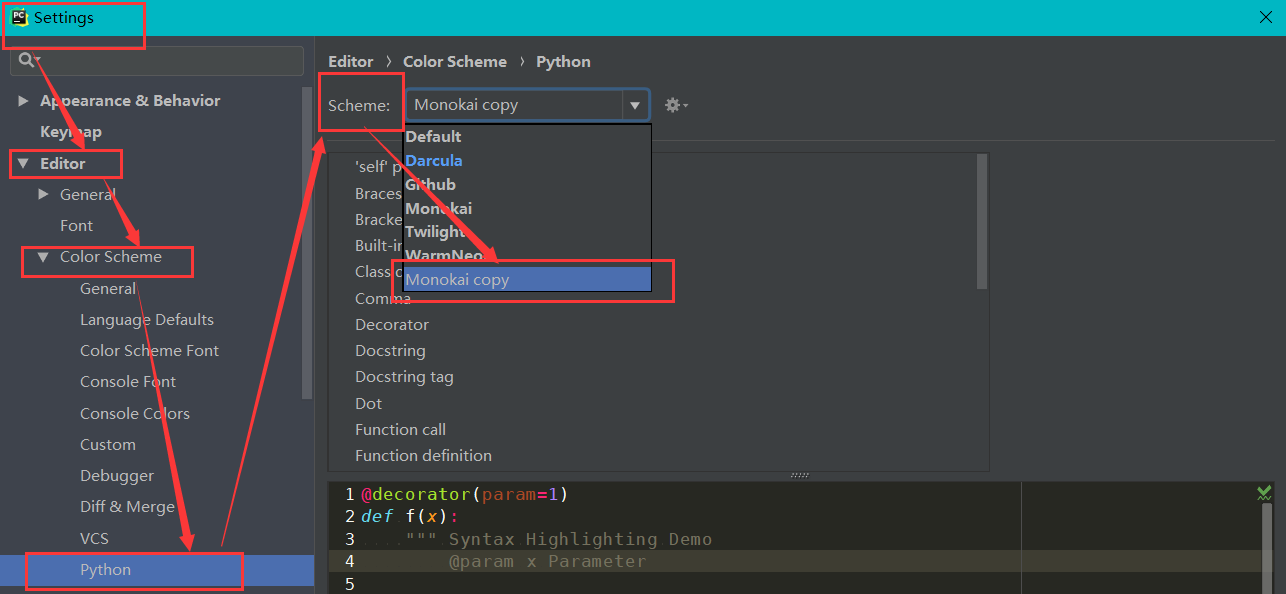 PC Settings
Appearance & Behavior
Keymap
Editor
General
Font
Color Scheme
General
Language Defaults
Color Scheme Font
Console Font
Console Colors
Custom
Debugger
Diff & Merge
VCS
Python
Editor › Color Scheme › Python
Scheme: Monokai copy
Default
Darcula
Github
Monokai
Twilight
WarmNeo
Monokai copy
'self' p
Braces
Bracke
Built-in
Class d
Comma
Decorator
Docstring
Docstring tag
Dot
Function call
Function definition
1 @decorator(param=1)
2 def f(x):
3 """ Syntax Highlighting Demo
4 @param x Parameter
5